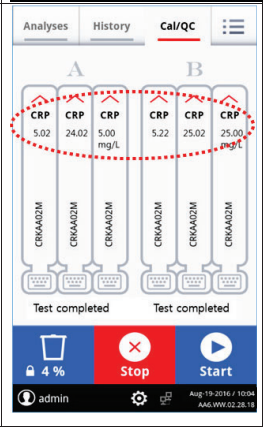 Analyses History Cal/QC
A B
CRP CRP CRP CRP CRP CRP
5.02 24.02 5.00 5.22 25.02 25.00
mg/L mg/L
CRKAA02M CRKAA02M CRKAA02M CRKAA02M CRKAA02M CRKAA02M
Test completed Test completed
4 % Stop Start
admin Aug-19-2016 / 10:04
AA6.WW.02.28.18